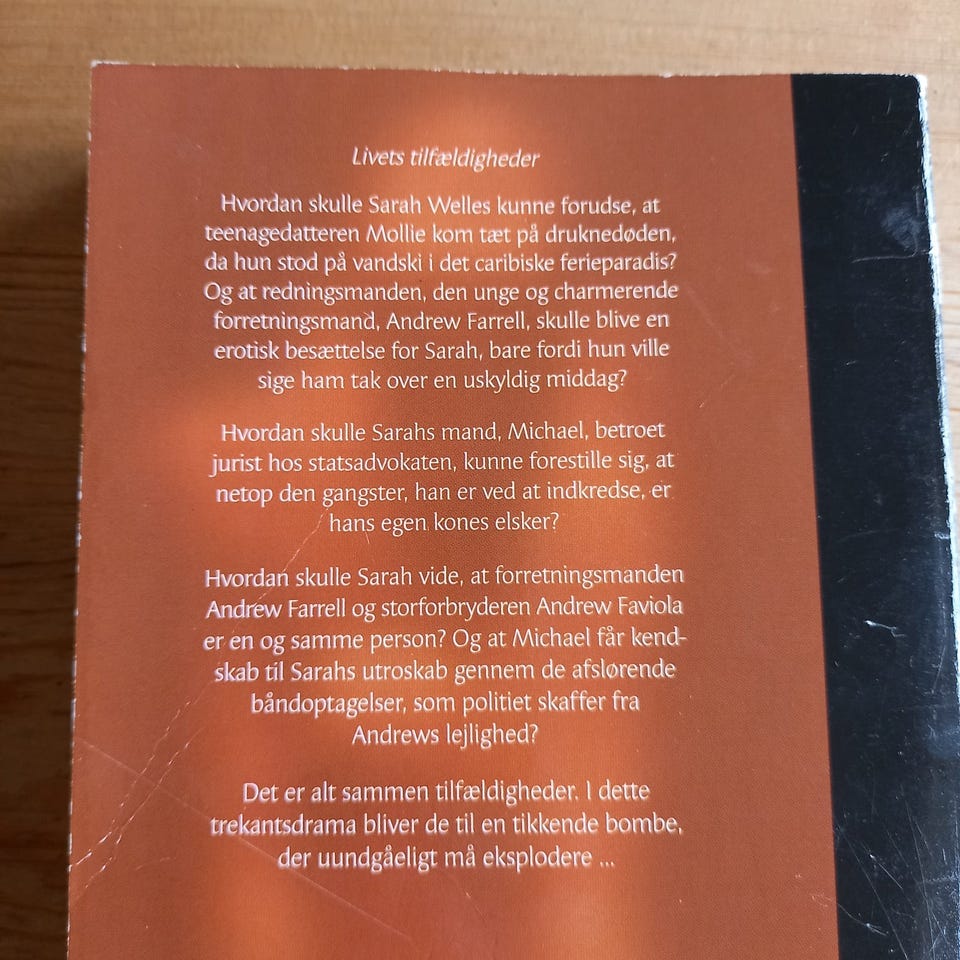 Livets tilfældigheder
Hvordan skulle Sarah Welles kunne forudse, at
teenagedatteren Mollie kom tæt på druknedøden,
da hun stod på vandski i det caribiske ferieparadis?
Og at redningsmanden, den unge og charmerende
forretningsmand, Andrew Farrell, skulle blive en
erotisk besættelse for Sarah, bare fordi hun ville
sige ham tak over en uskyldig middag?
Hvordan skulle Sarahs mand, Michael, betroet
jurist hos statsadvokaten, kunne forestille sig, at
netop den gangster, han er ved at indkredse, er
hans egen kones elsker?
Hvordan skulle Sarah vide, at forretningsmanden
Andrew Farrell og storforbryderen Andrew Faviola
er en og samme person? Og at Michael får kend-
skab til Sarahs utroskab gennem de afslørende
båndoptagelser, som politiet skaffer fra
Andrews lejlighed?
Det er alt sammen tilfældigheder. I dette
trekantsdrama bliver de til en tikkende bombe,
der uundgåeligt må eksplodere ...